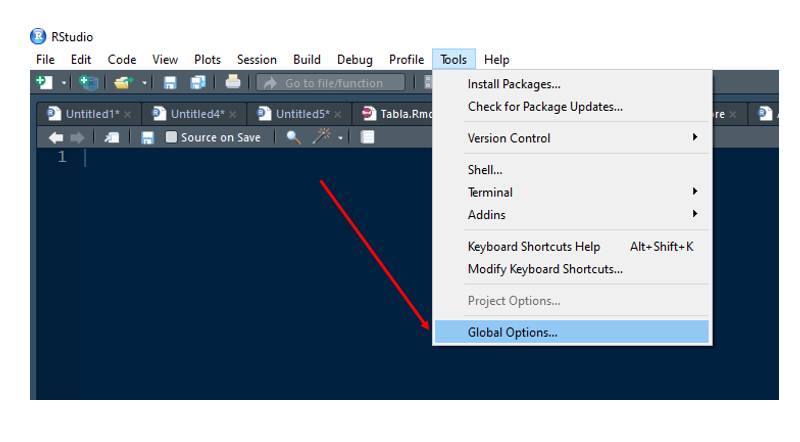 RStudio
File Edit Code View Plots Session Build Debug Profile Tools Help
Go to file/function
Install Packages...
Check for Package Updates...
Untitled1* Untitled4* Untitled5* Tabla.Rmd
Source on Save
Version Control
1
Shell...
Terminal
Addins
Keyboard Shortcuts Help Alt+Shift+K
Modify Keyboard Shortcuts...
Project Options...
Global Options...